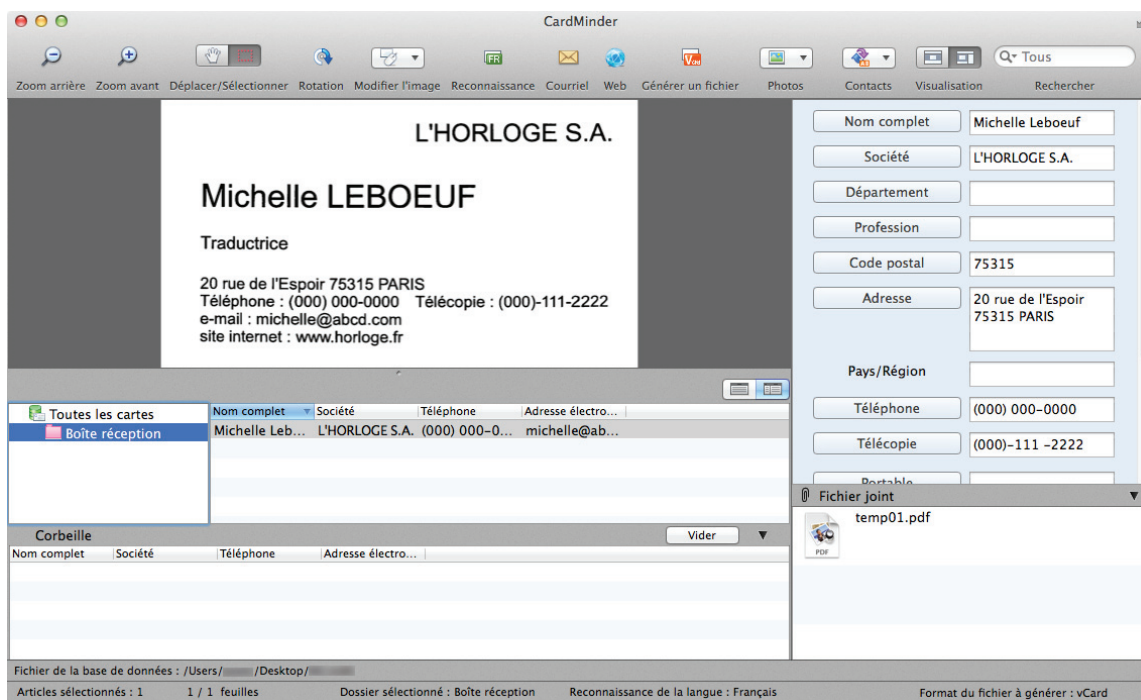 CardMinder
Tous
Zoom arrière Zoom avant Déplacer/Sélectionner Rotation Modifier l'image Reconnaissance Courriel Web Générer un fichier Photos Contacts Visualisation Rechercher
L'HORLOGE S.A.
Michelle LEBOEUF
Traductrice
20 rue de l'Espoir 75315 PARIS
Téléphone : (000) 000-0000 Télécopie : (000)-111-2222
e-mail : michelle@abcd.com
site internet : www.horloge.fr
Nom complet Michelle Leboeuf
Société L'HORLOGE S.A.
Département
Profession
Code postal 75315
Adresse 20 rue de l'Espoir
75315 PARIS
Pays/Région
Téléphone (000) 000-0000
Télécopie (000)-111 -2222
Portable
Toutes les cartes
Boîte réception
Nom complet Société Téléphone Adresse électro...
Michelle Leb... L'HORLOGE S.A. (000) 000-0... michelle@ab...
Corbeille Vider
Nom complet Société Téléphone Adresse électro...
Fichier joint
temp01.pdf
PDF
Fichier de la base de données : /Users/ /Desktop/
Articles sélectionnés : 1 1 / 1 feuilles Dossier sélectionné : Boîte réception Reconnaissance de la langue : Français Format du fichier à générer : vCard